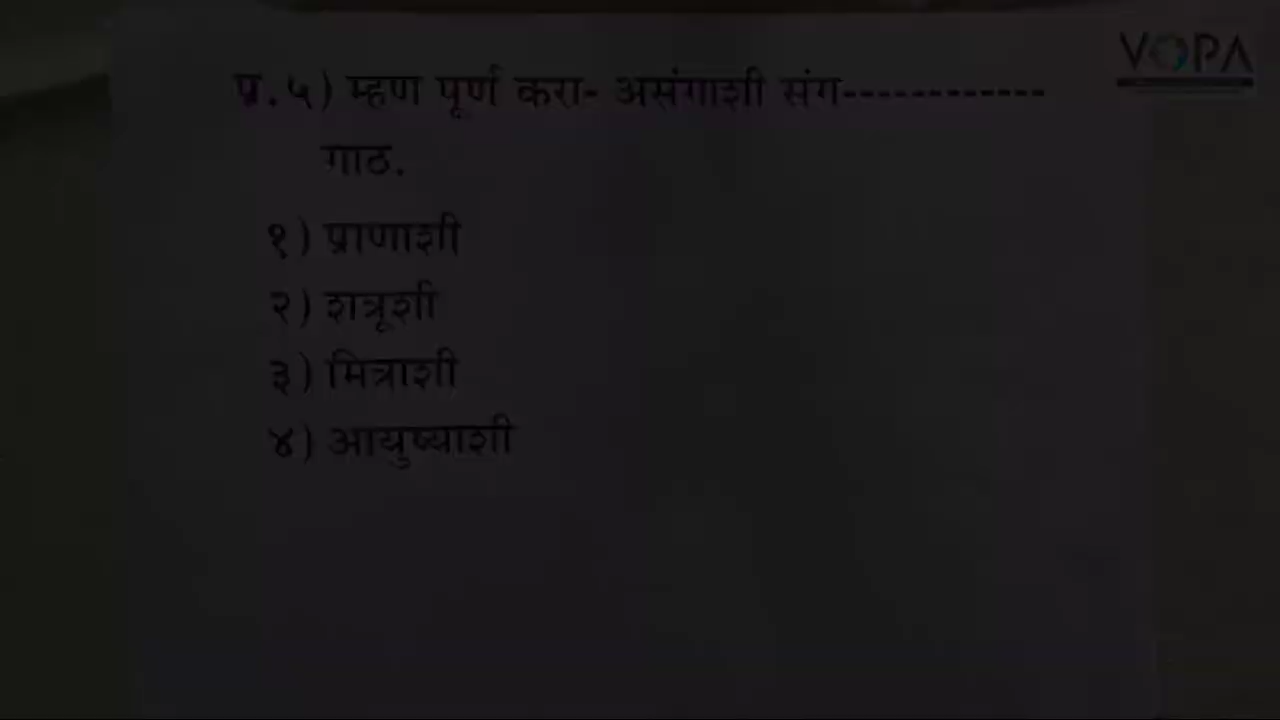 VOPA
प्र.५) म्हण पूर्ण करा- असंगाशी संग------------
गाठ.
१) प्राणाशी
२) शत्रूशी
३) मित्राशी
४) आयुष्याशी